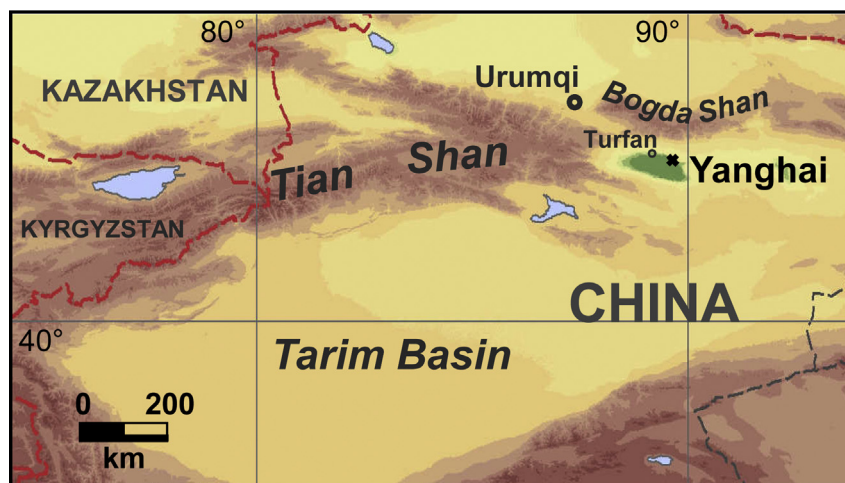 80°
90°
KAZAKHSTAN
Urumqi
Bogda Shan
Turfan
Tian Shan
Yanghai
KYRGYZSTAN
CHINA
40°
Tarim Basin
0 200
km